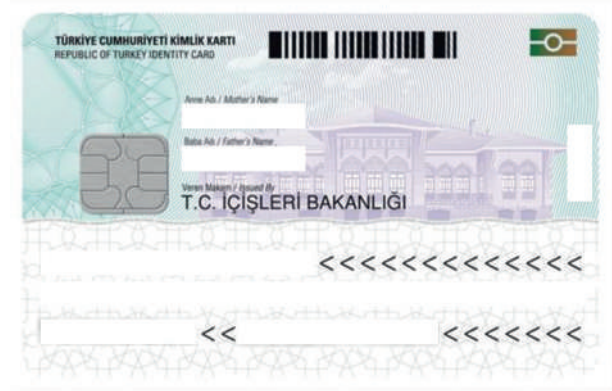 TÜRKİYE CUMHURİYETİ KİMLİK KARTI
REPUBLIC OF TURKEY IDENTITY CARD
Anne Adı / Mother's Name
Baba Adı / Father's Name
Veren Makam / Issued By
T.C. İÇİŞLERİ BAKANLIĞI
<<<<<<<<<<<<<
<< <<<<<<<